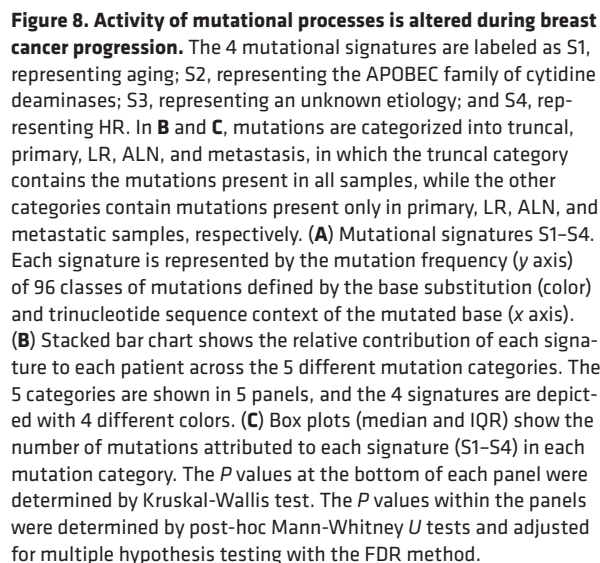 Figure 8. Activity of mutational processes is altered during breast
cancer progression. The 4 mutational signatures are labeled as S1,
representing aging; S2, representing the APOBEC family of cytidine
deaminases; S3, representing an unknown etiology; and S4, rep-
resenting HR. In B and C, mutations are categorized into truncal,
primary, LR, ALN, and metastasis, in which the truncal category
contains the mutations present in all samples, while the other
categories contain mutations present only in primary, LR, ALN, and
metastatic samples, respectively. (A) Mutational signatures S1–S4.
Each signature is represented by the mutation frequency (y axis)
of 96 classes of mutations defined by the base substitution (color)
and trinucleotide sequence context of the mutated base (x axis).
(B) Stacked bar chart shows the relative contribution of each signa-
ture to each patient across the 5 different mutation categories. The
5 categories are shown in 5 panels, and the 4 signatures are depict-
ed with 4 different colors. (C) Box plots (median and IQR) show the
number of mutations attributed to each signature (S1–S4) in each
mutation category. The P values at the bottom of each panel were
determined by Kruskal-Wallis test. The P values within the panels
were determined by post-hoc Mann-Whitney U tests and adjusted
for multiple hypothesis testing with the FDR method.